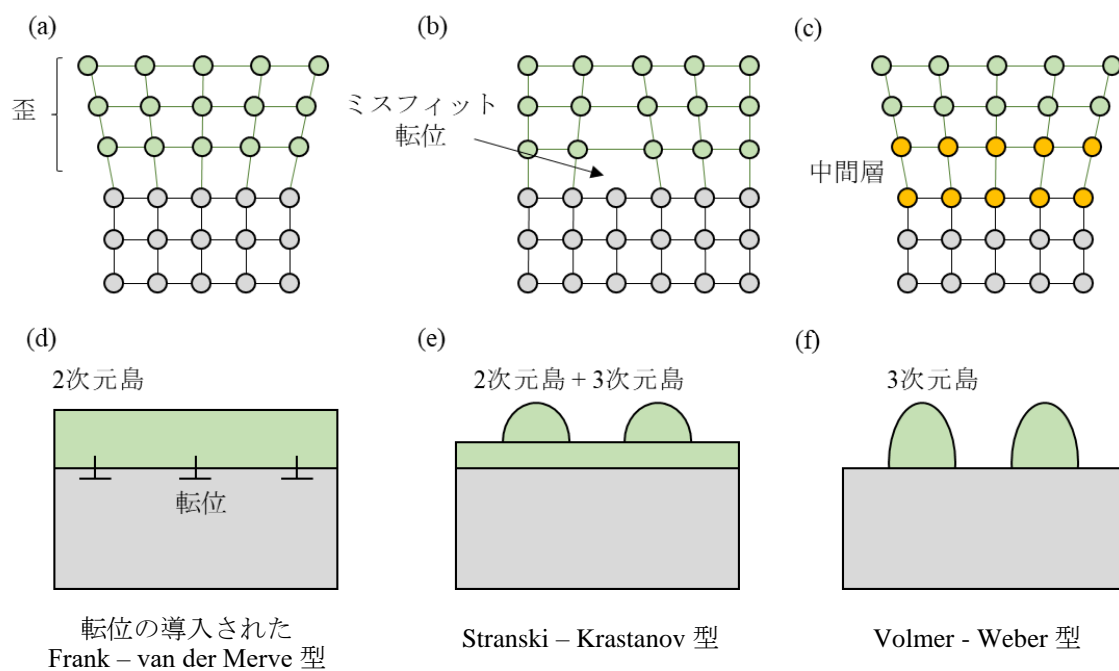 (a)
(b)
(c)
歪
ミスフィット
転位
中間層
(d)
(e)
(f)
2次元島
2次元島 + 3次元島
3次元島
転位
転位の導入された
Frank – van der Merve 型
Stranski – Krastanov 型
Volmer - Weber 型